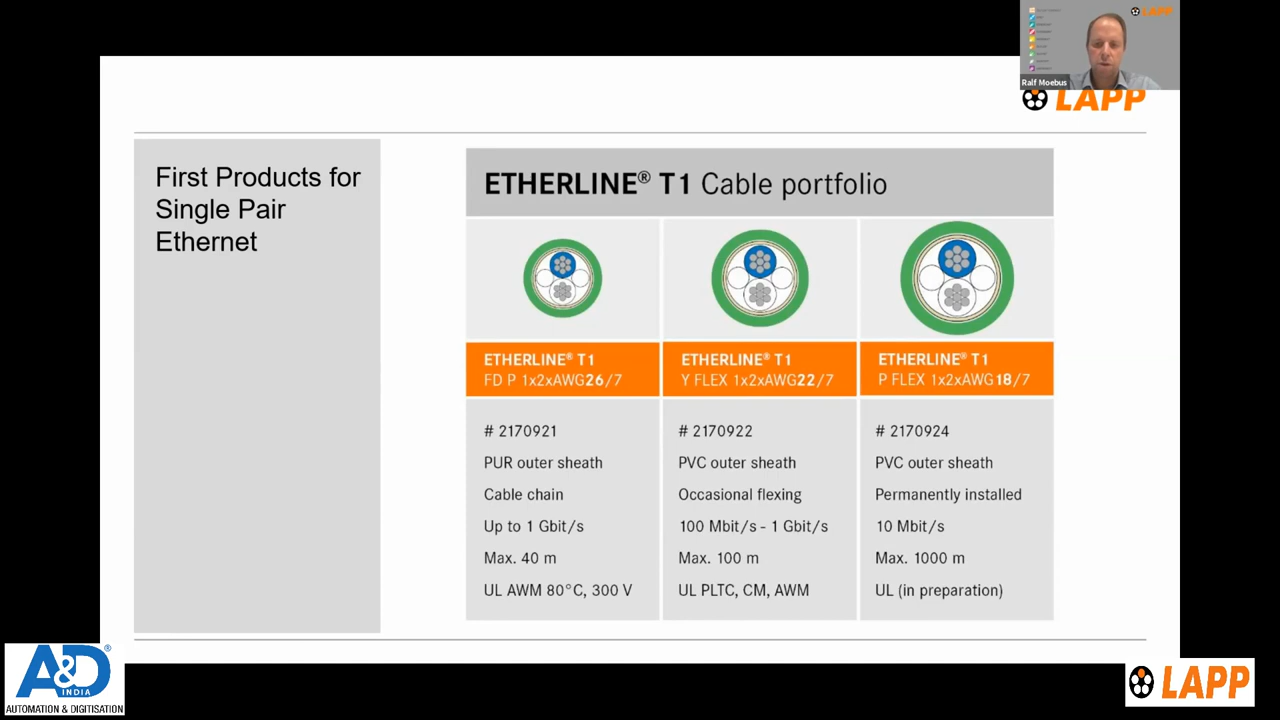 LAPP
Ralf Moebus
LAPP
First Products for
Single Pair
Ethernet
ETHERLINE® T1 Cable portfolio
ETHERLINE® T1
FD P 1x2xAWG26/7
ETHERLINE® T1
Y FLEX 1x2xAWG22/7
ETHERLINE® T1
P FLEX 1x2xAWG18/7
# 2170921
PUR outer sheath
Cable chain
Up to 1 Gbit/s
Max. 40 m
UL AWM 80°C, 300 V
# 2170922
PVC outer sheath
Occasional flexing
100 Mbit/s - 1 Gbit/s
Max. 100 m
UL PLTC, CM, AWM
# 2170924
PVC outer sheath
Permanently installed
10 Mbit/s
Max. 1000 m
UL (in preparation)
A&D®
INDIA
AUTOMATION & DIGITISATION
LAPP